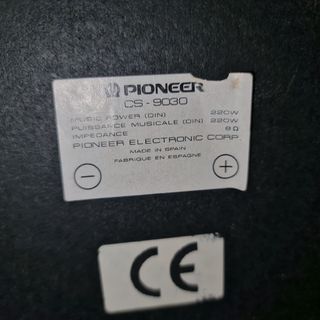 PIONEER
CS-9030
MUSIC POWER (DIN) 220W
PUISSANCE MUSICALE (DIN) 220W
IMPEDANCE 8Ω
PIONEER ELECTRONIC CORP
MADE IN SPAIN
FABRIQUE EN ESPAGNE
− +
CE